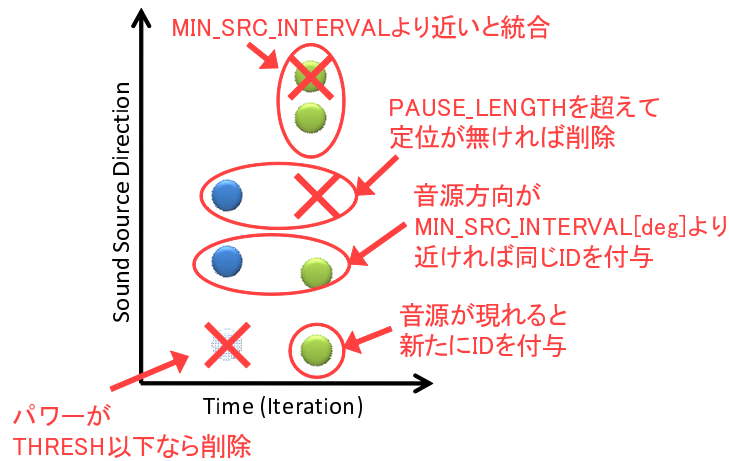 MIN_SRC_INTERVALより近いと統合
PAUSE_LENGTHを超えて
定位が無ければ削除
音源方向が
MIN_SRC_INTERVAL[deg]より
近ければ同じIDを付与
音源が現れると
新たにIDを付与
Sound Source Direction
Time (Iteration)
パワーが
THRESH以下なら削除